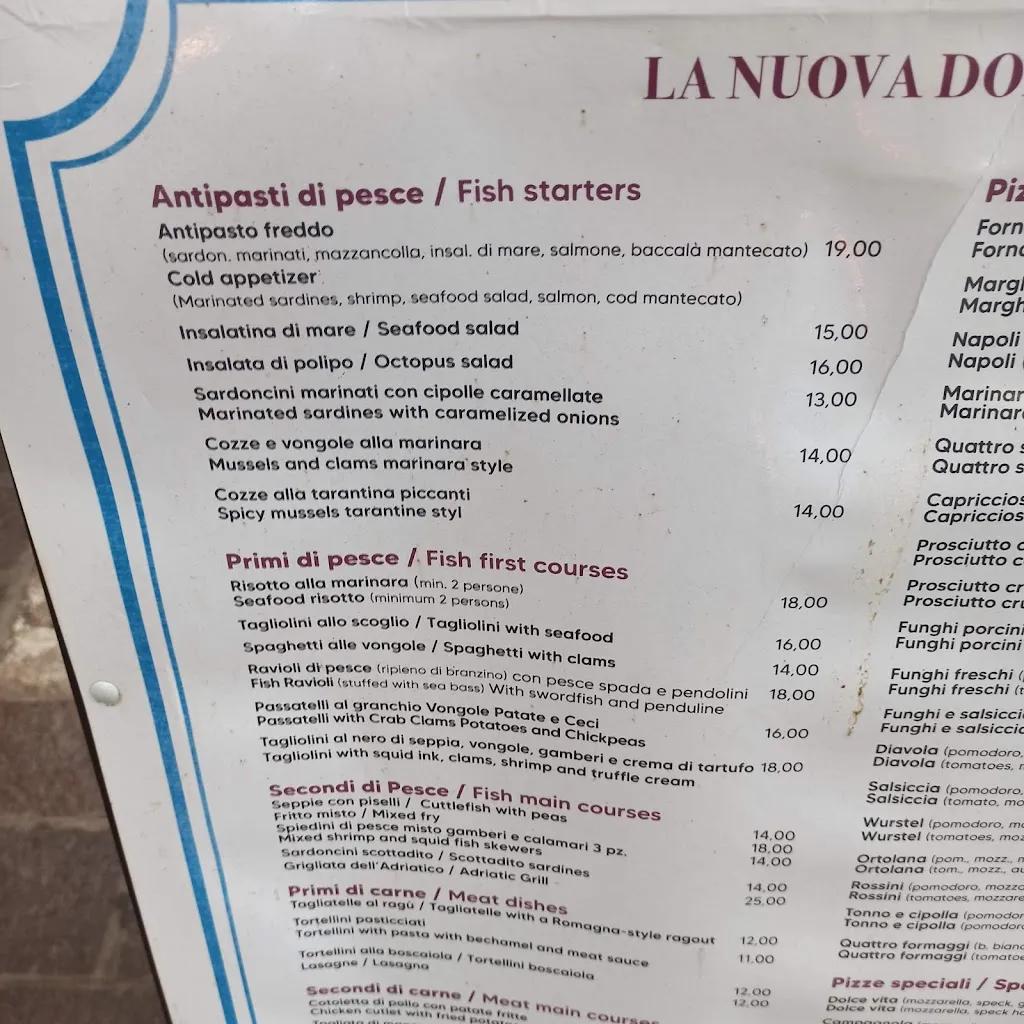 LA NUOVA DO
Antipasti di pesce / Fish starters
Antipasto freddo
(sardon. marinati, mazzancolla, insal. di mare, salmone, baccalà mantecato) 19,00
Cold appetizer
(Marinated sardines, shrimp, seafood salad, salmon, cod mantecato)
Insalatina di mare / Seafood salad 15,00
Insalata di polipo / Octopus salad 16,00
Sardoncini marinati con cipolle caramellate 13,00
Marinated sardines with caramelized onions
Cozze e vongole alla marinara 14,00
Mussels and clams marinara style
Cozze alla tarantina piccanti
Spicy mussels tarantine styl 14,00
Primi di pesce / Fish first courses
Risotto alla marinara (min. 2 persone)
Seafood risotto (minimum 2 persons) 18,00
Tagliolini allo scoglio / Tagliolini with seafood 16,00
Spaghetti alle vongole / Spaghetti with clams 14,00
Ravioli di pesce (ripieno di branzino) con pesce spada e pendolini 18,00
Fish Ravioli (stuffed with sea bass) With swordfish and penduline
Passatelli al granchio Vongole Patate e Ceci 16,00
Passatelli with Crab Clams Potatoes and Chickpeas
Tagliolini al nero di seppia, vongole, gamberi e crema di tartufo 18,00
Tagliolini with squid ink, clams, shrimp and truffle cream
Secondi di Pesce / Fish main courses
Seppie con piselli / Cuttlefish with peas 14,00
Fritto misto / Mixed fry 18,00
Spiedini di pesce misto gamberi e calamari 3 pz. 14,00
Mixed shrimp and squid fish skewers
Sardoncini scottadito / Scottadito sardines 14,00
Grigliata dell'Adriatico / Adriatic Grill 25,00
Primi di carne / Meat dishes
Tagliatelle al ragù / Tagliatelle with a Romagna-style ragout 12,00
Tortellini pasticciati 11,00
Tortellini with pasta with bechamel and meat sauce
Tortellini alla boscaiola / Tortellini boscaiola 12,00
Lasagne / Lasagna 12,00
Secondi di carne / Meat main courses
Cotoletta di pollo con patate fritte
Chicken cutlet with fried potato
Piz
Forn
Forna
Margh
Margh
Napoli
Napoli (
Marinar
Marinara
Quattro s
Quattro s
Capriccios
Capriccios
Prosciutto c
Prosciutto c
Prosciutto cr
Prosciutto cru
Funghi porcini
Funghi porcini
Funghi freschi (
Funghi freschi (t
Funghi e salsicci
Funghi e salsiccia
Diavola (pomodoro,
Diavola (tomatoes, m
Salsiccia (pomodoro,
Salsiccia (tomato, mo
Wurstel (pomodoro, mo
Wurstel (tomatoes, moz
Ortolana (pom., mozz., m
Ortolana (tom., mozz., au
Rossini (pomodoro, mozza
Rossini (tomatoes, mozzare
Tonno e cipolla (pomodor
Tonno e cipolla (pomodoro
Quattro formaggi (b. bianc
Quattro formaggi (tomatoe
Pizze speciali / Spe
Dolce vita (mozzarella, speck, g
Dolce vita (mozzarella, speck ha